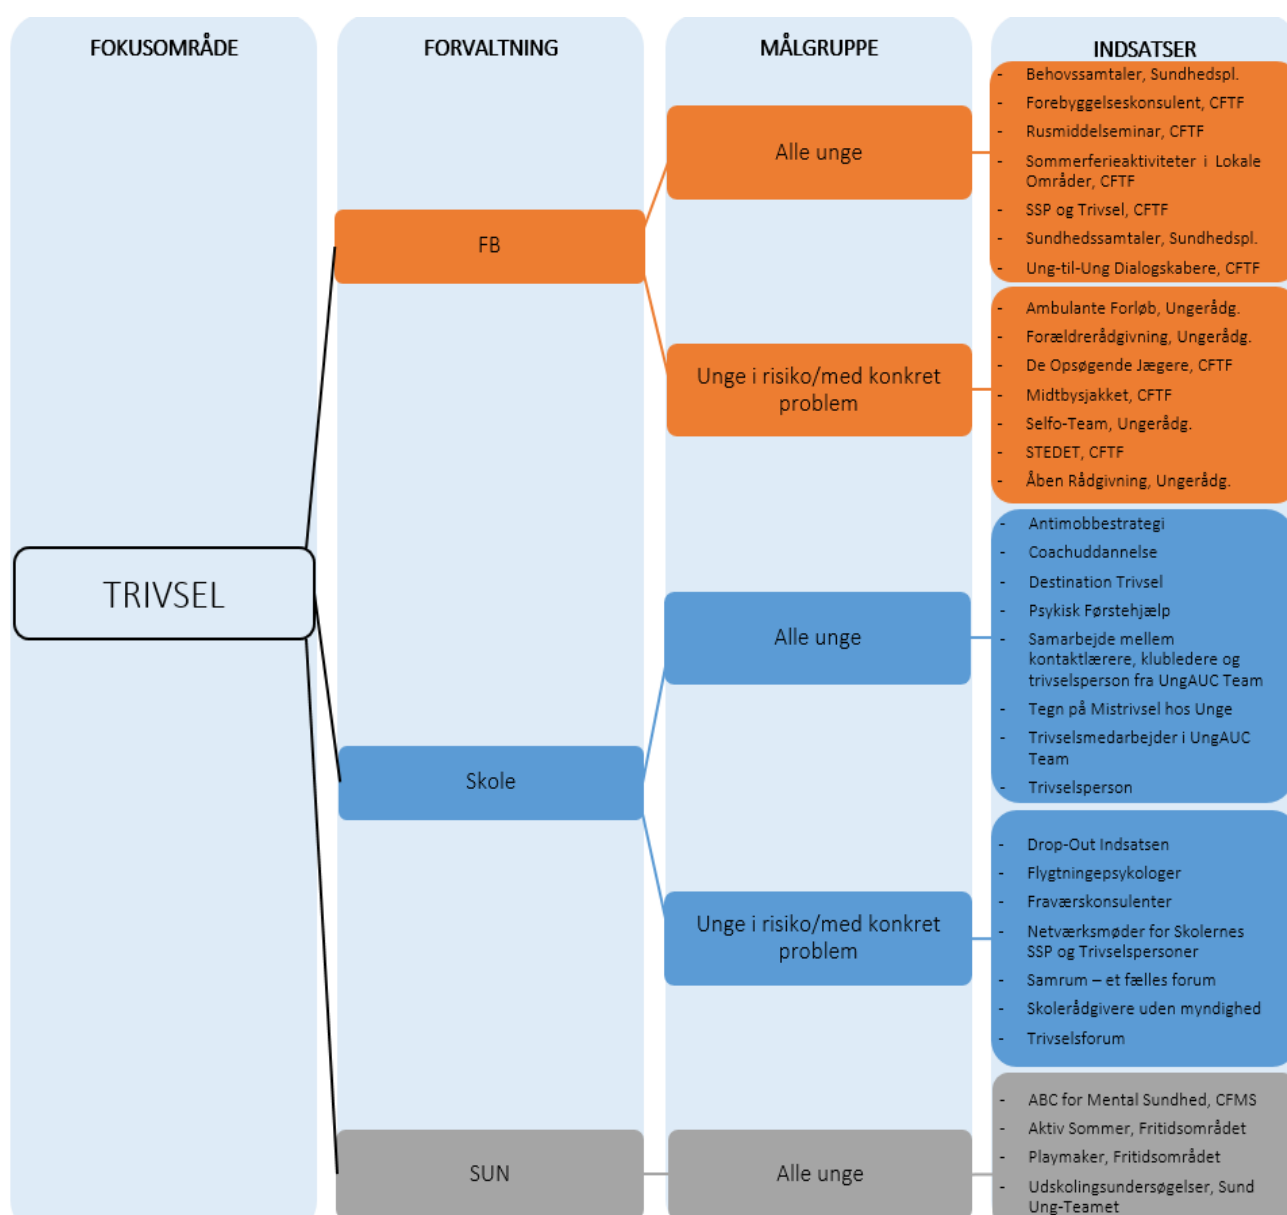 FOKUSOMRÅDE
FORVALTNING
MÅLGRUPPE
INDSATSER
TRIVSEL
FB
Alle unge
- Behovssamtaler, Sundhedspl.
- Forebyggelseskonsulent, CFTF
- Rusmiddelseminar, CFTF
- Sommerferieaktiviteter i Lokale
Områder, CFTF
- SSP og Trivsel, CFTF
- Sundhedssamtaler, Sundhedspl.
- Ung-til-Ung Dialogskabere, CFTF
Unge i risiko/med konkret
problem
- Ambulante Forløb, Ungerådg.
- Forældrerådgivning, Ungerådg.
- De Opsøgende Jægere, CFTF
- Midtbysjakket, CFTF
- Selfo-Team, Ungerådg.
- STEDET, CFTF
- Åben Rådgivning, Ungerådg.
Skole
Alle unge
- Antimobbestrategi
- Coachuddannelse
- Destination Trivsel
- Psykisk Førstehjælp
- Samarbejde mellem
kontaktlærere, klubledere og
trivselsperson fra UngAUC Team
- Tegn på Mistrivsel hos Unge
- Trivselsmedarbejder i UngAUC
Team
- Trivselsperson
Unge i risiko/med konkret
problem
- Drop-Out Indsatsen
- Flygtningepsykologer
- Fraværskonsulenter
- Netværksmøder for Skolernes
SSP og Trivselspersoner
- Samrum – et fælles forum
- Skolerådgivere uden myndighed
- Trivselsforum
SUN
Alle unge
- ABC for Mental Sundhed, CFMS
- Aktiv Sommer, Fritidsområdet
- Playmaker, Fritidsområdet
- Udskolingsundersøgelser, Sund
Ung-Teamet